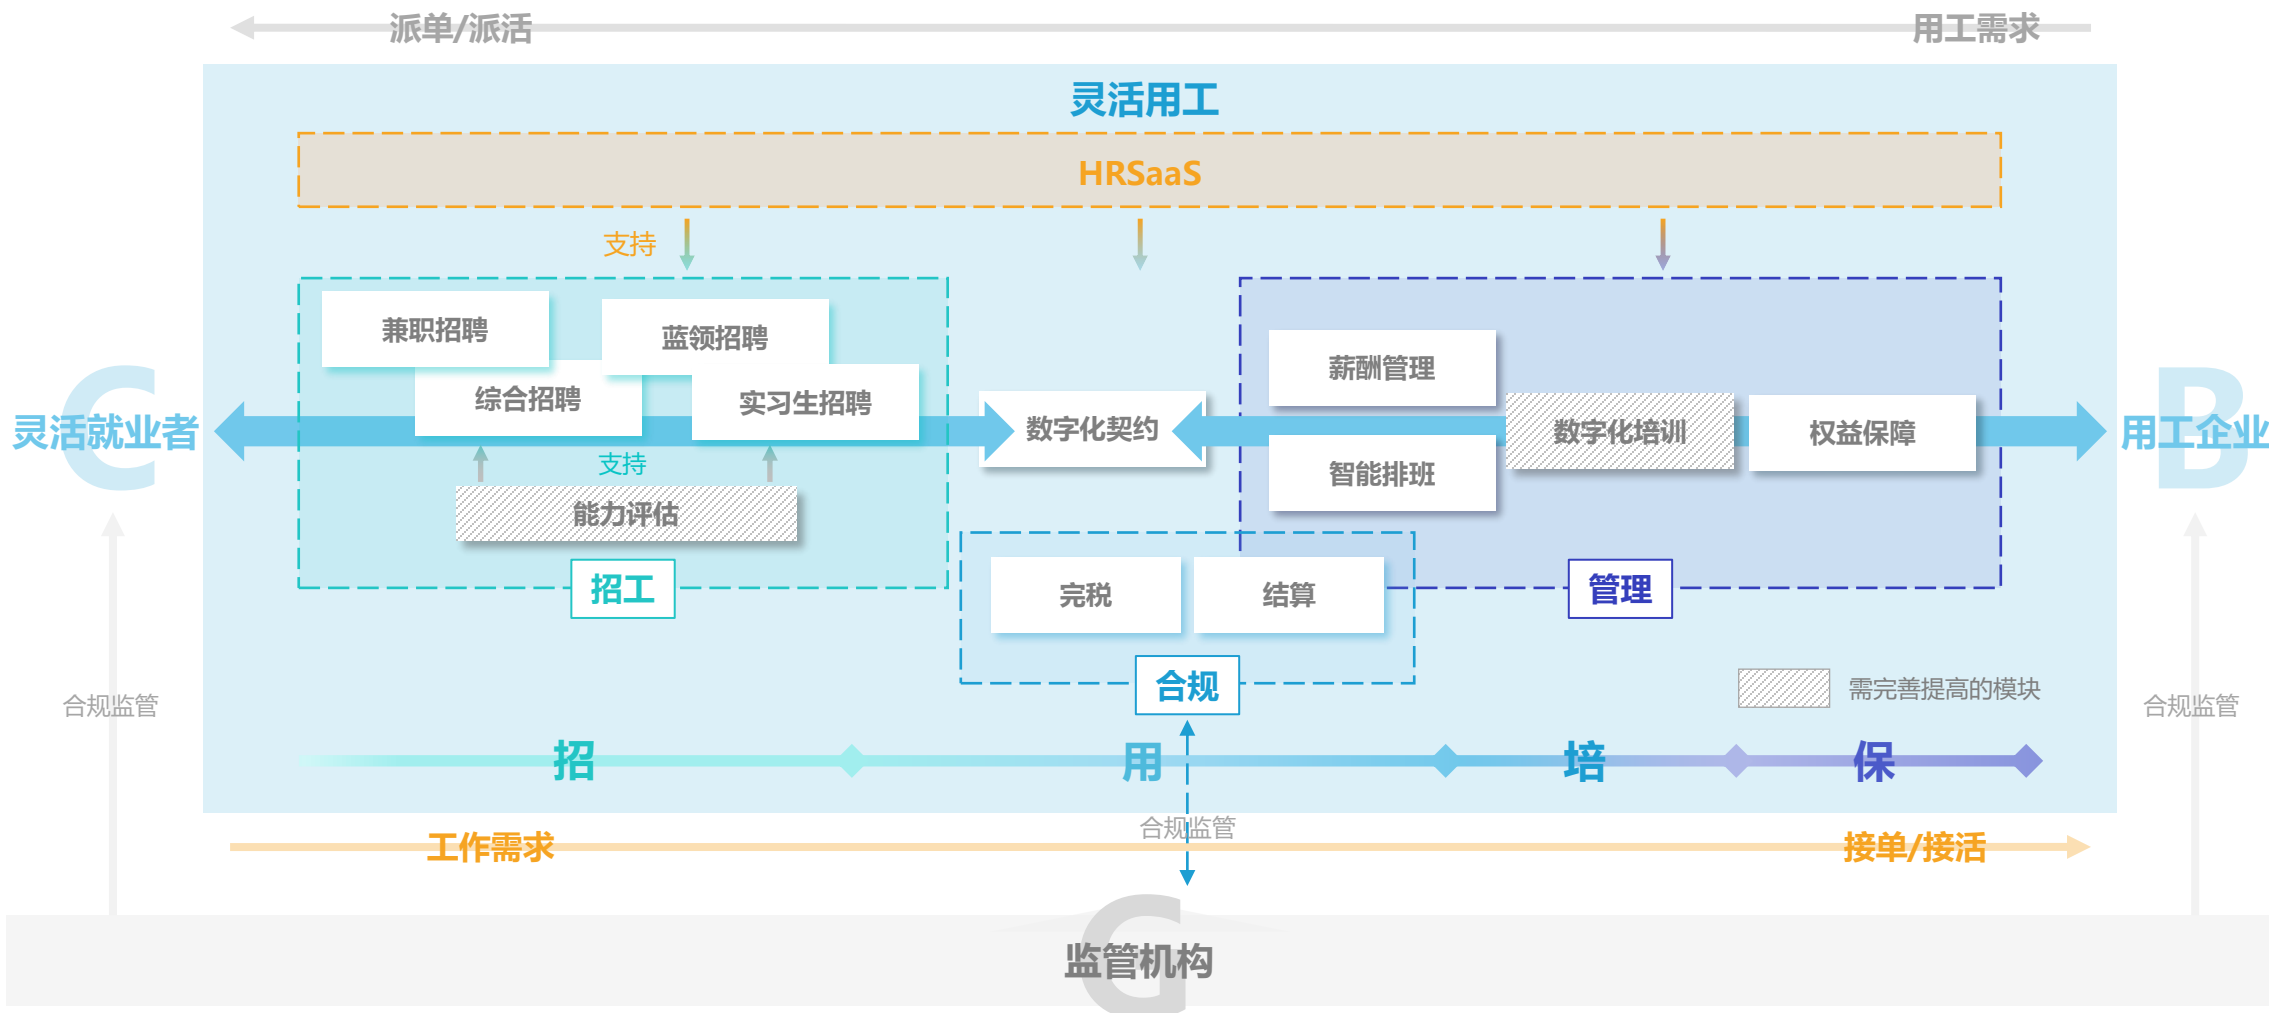 派单/派活
用工需求
灵活用工
HRSaaS
支持
兼职招聘
蓝领招聘
综合招聘
实习生招聘
支持
能力评估
招工
数字化契约
薪酬管理
智能排班
数字化培训
权益保障
管理
完税
结算
合规
C
灵活就业者
B
用工企业
合规监管
合规监管
需完善提高的模块
招
用
培
保
合规监管
工作需求
接单/接活
G
监管机构